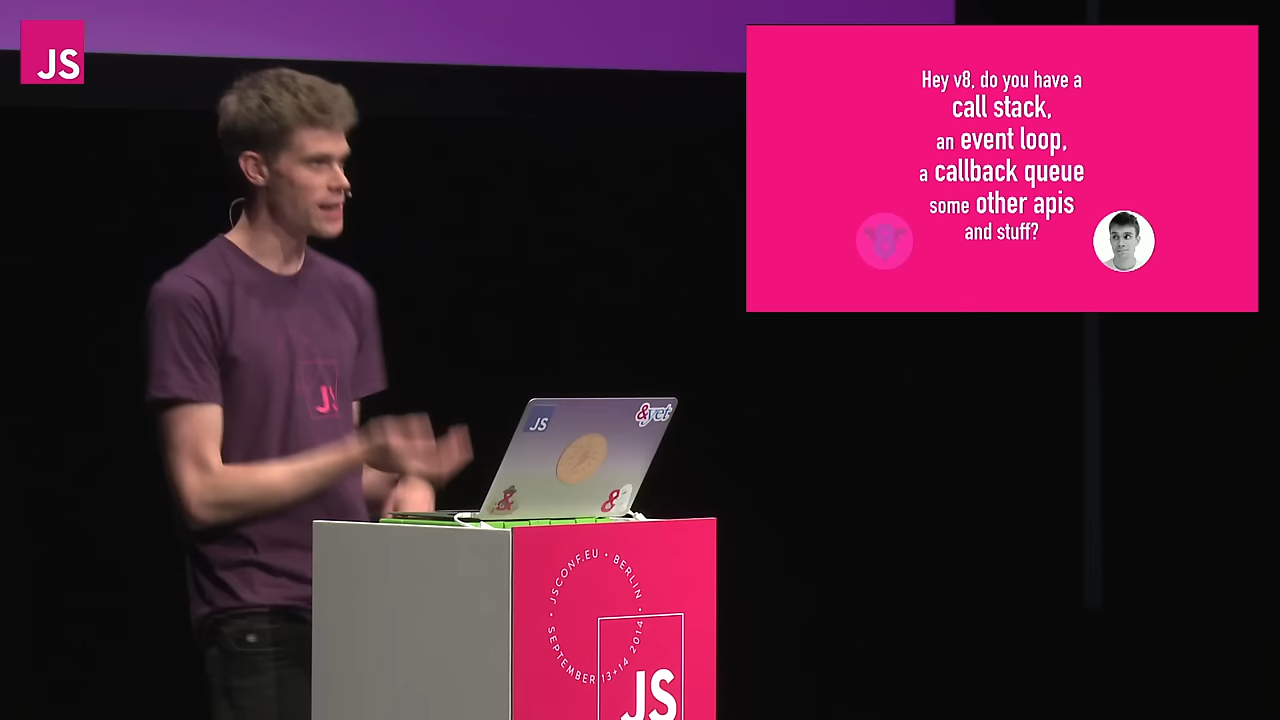 JS
Hey v8, do you have a
call stack,
an event loop,
a callback queue
some other apis
and stuff?
JS
JS
&yet
JSCONF.EU • BERLIN • SEPTEMBER 13+14 2014 •
JS